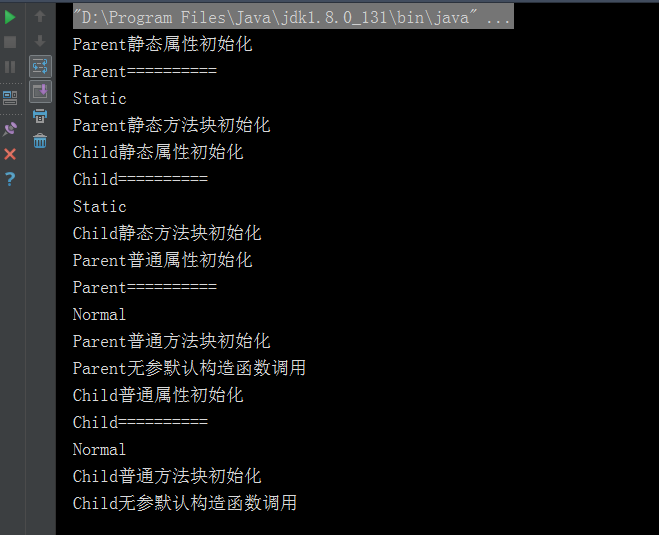 "D:\Program Files\Java\jdk1.8.0_131\bin\java" ...
Parent静态属性初始化
Parent==========
Static
Parent静态方法块初始化
Child静态属性初始化
Child==========
Static
Child静态方法块初始化
Parent普通属性初始化
Parent==========
Normal
Parent普通方法块初始化
Parent无参默认构造函数调用
Child普通属性初始化
Child==========
Normal
Child普通方法块初始化
Child无参默认构造函数调用